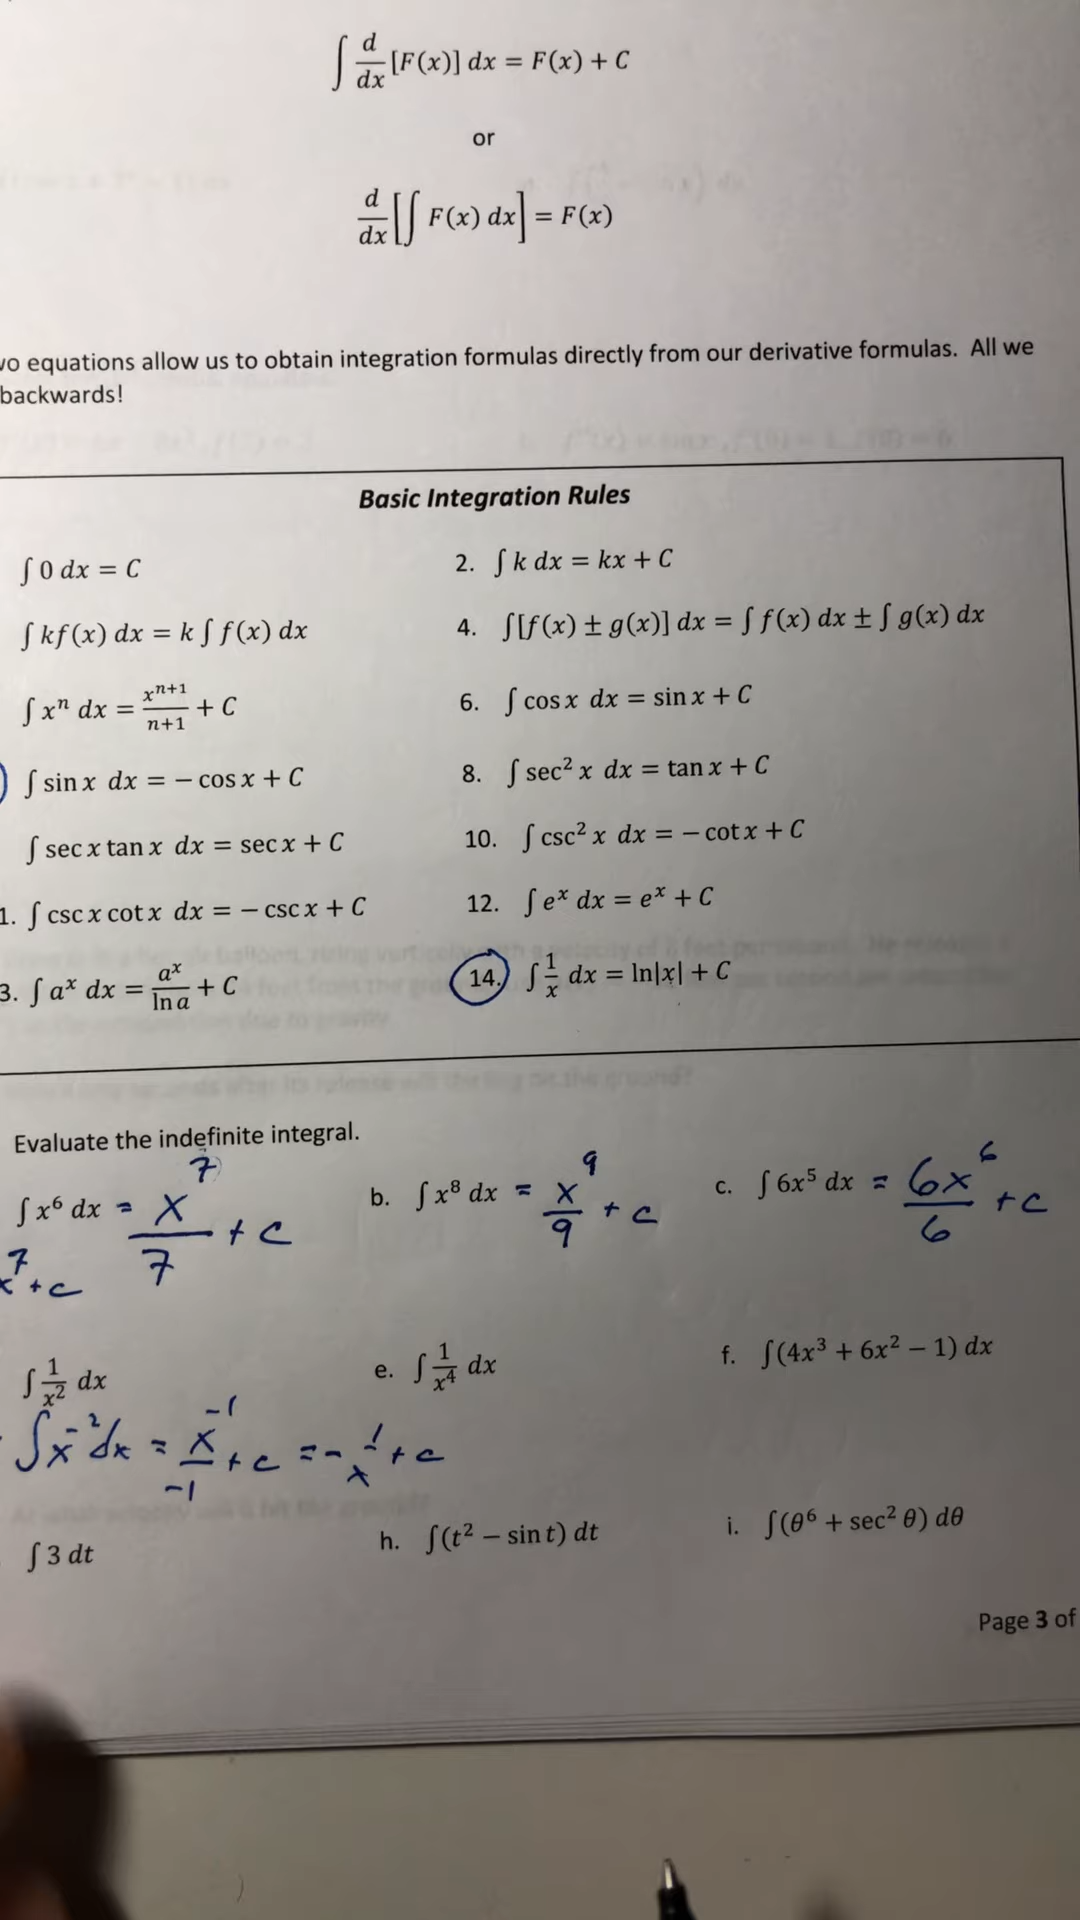 ∫ d/dx [F(x)] dx = F(x) + C
or
d/dx [∫ F(x) dx] = F(x)
wo equations allow us to obtain integration formulas directly from our derivative formulas. All we
backwards!
Basic Integration Rules
∫ 0 dx = C
2. ∫ k dx = kx + C
∫ kf(x) dx = k ∫ f(x) dx
4. ∫[f(x) ± g(x)] dx = ∫ f(x) dx ± ∫ g(x) dx
∫ xⁿ dx = xⁿ⁺¹/n+1 + C
6. ∫ cos x dx = sin x + C
∫ sin x dx = − cos x + C
8. ∫ sec² x dx = tan x + C
∫ sec x tan x dx = sec x + C
10. ∫ csc² x dx = − cot x + C
1. ∫ csc x cot x dx = − csc x + C
12. ∫ eˣ dx = eˣ + C
3. ∫ aˣ dx = aˣ/ln a + C
14. ∫ 1/x dx = ln|x| + C
Evaluate the indefinite integral.
∫ x⁶ dx = x⁷/7 + c
x⁷ + c
b. ∫ x⁸ dx = x⁹/9 + c
c. ∫ 6x⁵ dx = 6x⁶/6 + c
∫ 1/x² dx
e. ∫ 1/x⁴ dx
f. ∫(4x³ + 6x² − 1) dx
∫x⁻²dx = x⁻¹/−1 + c = − 1/x + c
∫ 3 dt
h. ∫(t² − sin t) dt
i. ∫(θ⁶ + sec² θ) dθ
Page 3 of